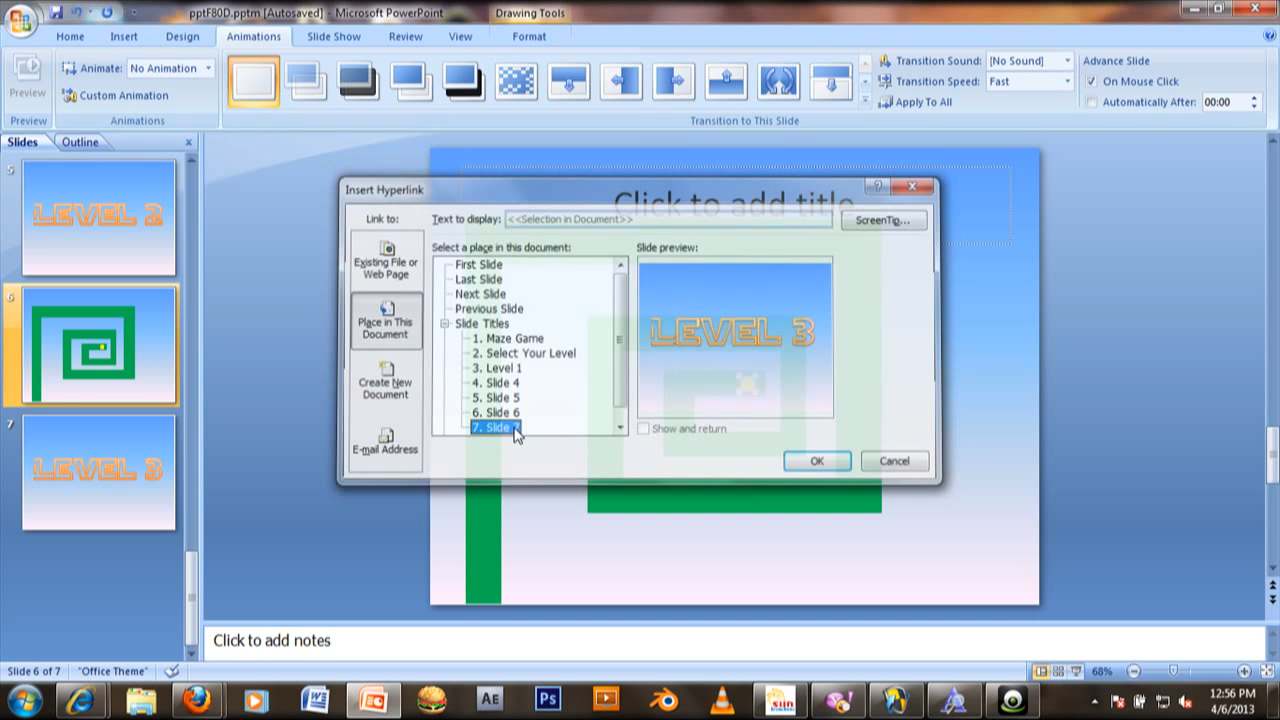 pptF80D.pptm [Autosaved] - Microsoft PowerPoint
Drawing Tools
Home
Insert
Design
Animations
Slide Show
Review
View
Format
Preview
Animate:
No Animation
Custom Animation
Transition Sound:
[No Sound]
Transition Speed:
Fast
Apply To All
Advance Slide
On Mouse Click
Automatically After:
00:00
Preview
Animations
Transition to This Slide
Slides
Outline
5
LEVEL 2
6
7
LEVEL 3
Click to add title
Insert Hyperlink
Link to:
Text to display:
<<Selection in Document>>
ScreenTip...
Existing File or
Web Page
Place in This
Document
Create New
Document
E-mail Address
Select a place in this document:
First Slide
Last Slide
Next Slide
Previous Slide
Slide Titles
1. Maze Game
2. Select Your Level
3. Level 1
4. Slide 4
5. Slide 5
6. Slide 6
7. Slide 7
Slide preview:
LEVEL 3
Show and return
OK
Cancel
Click to add notes
Slide 6 of 7
"Office Theme"
68%
Ae
Ps
sijin
12:56 PM
4/6/2013